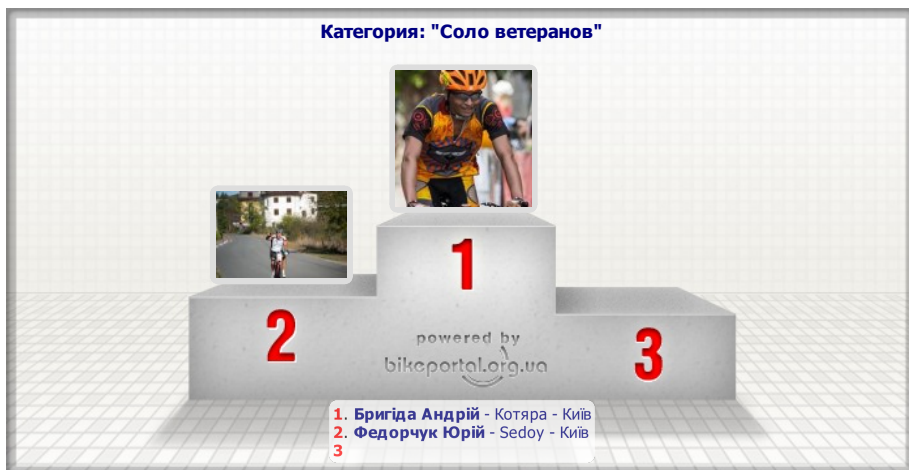 Категория: "Соло ветеранов"
1
2
3
powered by
bikeportal.org.ua
1. Бригіда Андрій - Котяра - Київ
2. Федорчук Юрій - Sedoy - Київ
3